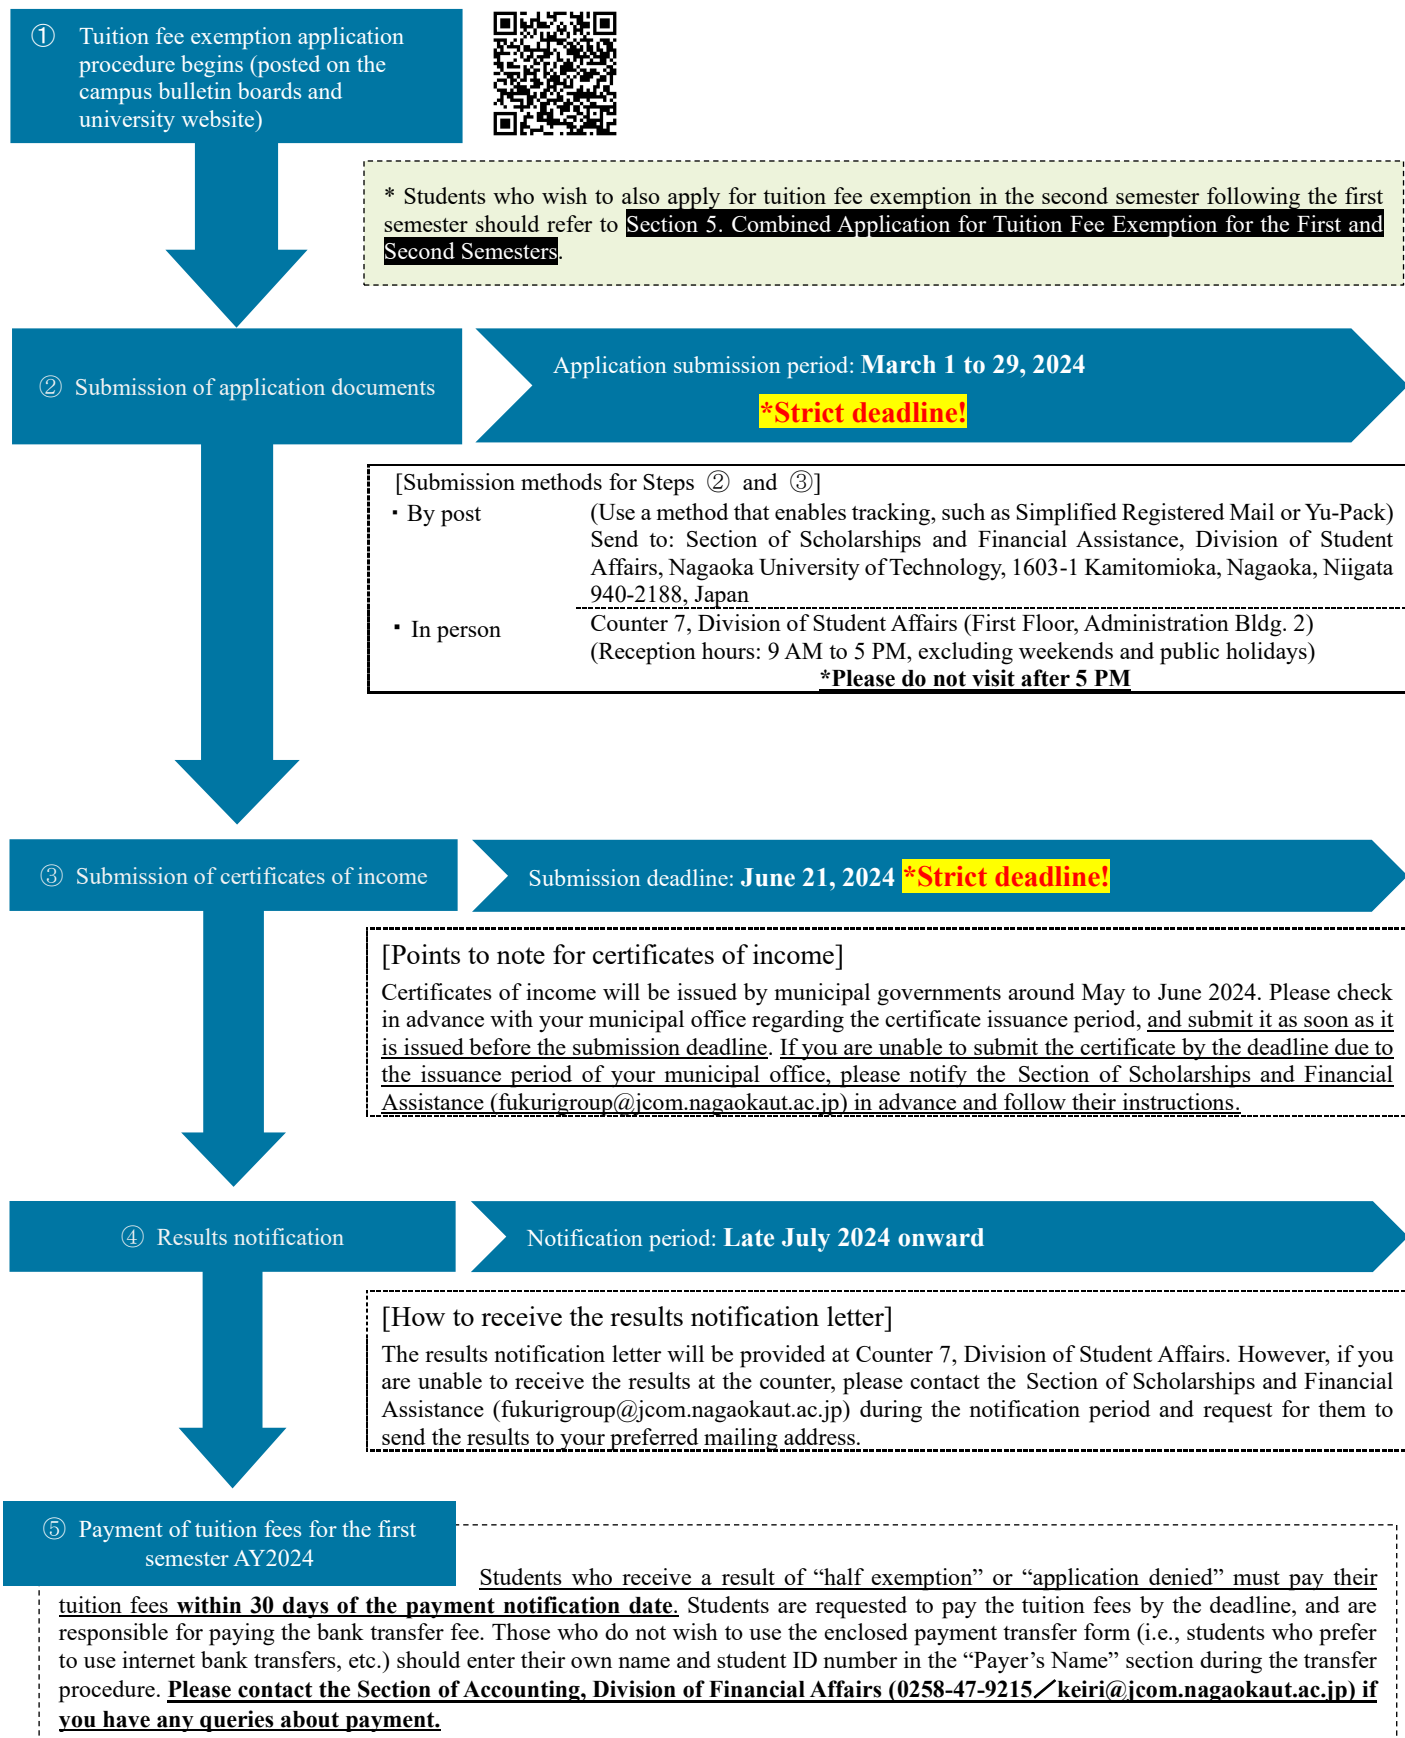 ① Tuition fee exemption application
procedure begins (posted on the
campus bulletin boards and
university website)
* Students who wish to also apply for tuition fee exemption in the second semester following the first
semester should refer to Section 5. Combined Application for Tuition Fee Exemption for the First and
Second Semesters.
② Submission of application documents
Application submission period: March 1 to 29, 2024
*Strict deadline!
[Submission methods for Steps ② and ③]
・By post
(Use a method that enables tracking, such as Simplified Registered Mail or Yu-Pack)
Send to: Section of Scholarships and Financial Assistance, Division of Student
Affairs, Nagaoka University of Technology, 1603-1 Kamitomioka, Nagaoka, Niigata
940-2188, Japan
・In person
Counter 7, Division of Student Affairs (First Floor, Administration Bldg. 2)
(Reception hours: 9 AM to 5 PM, excluding weekends and public holidays)
*Please do not visit after 5 PM
③ Submission of certificates of income
Submission deadline: June 21, 2024 *Strict deadline!
[Points to note for certificates of income]
Certificates of income will be issued by municipal governments around May to June 2024. Please check
in advance with your municipal office regarding the certificate issuance period, and submit it as soon as it
is issued before the submission deadline. If you are unable to submit the certificate by the deadline due to
the issuance period of your municipal office, please notify the Section of Scholarships and Financial
Assistance (fukurigroup@jcom.nagaokaut.ac.jp) in advance and follow their instructions.
④ Results notification
Notification period: Late July 2024 onward
[How to receive the results notification letter]
The results notification letter will be provided at Counter 7, Division of Student Affairs. However, if you
are unable to receive the results at the counter, please contact the Section of Scholarships and Financial
Assistance (fukurigroup@jcom.nagaokaut.ac.jp) during the notification period and request for them to
send the results to your preferred mailing address.
⑤ Payment of tuition fees for the first
semester AY2024
Students who receive a result of “half exemption” or “application denied” must pay their
tuition fees within 30 days of the payment notification date. Students are requested to pay the tuition fees by the deadline, and are
responsible for paying the bank transfer fee. Those who do not wish to use the enclosed payment transfer form (i.e., students who prefer
to use internet bank transfers, etc.) should enter their own name and student ID number in the “Payer’s Name” section during the transfer
procedure. Please contact the Section of Accounting, Division of Financial Affairs (0258-47-9215／keiri@jcom.nagaokaut.ac.jp) if
you have any queries about payment.